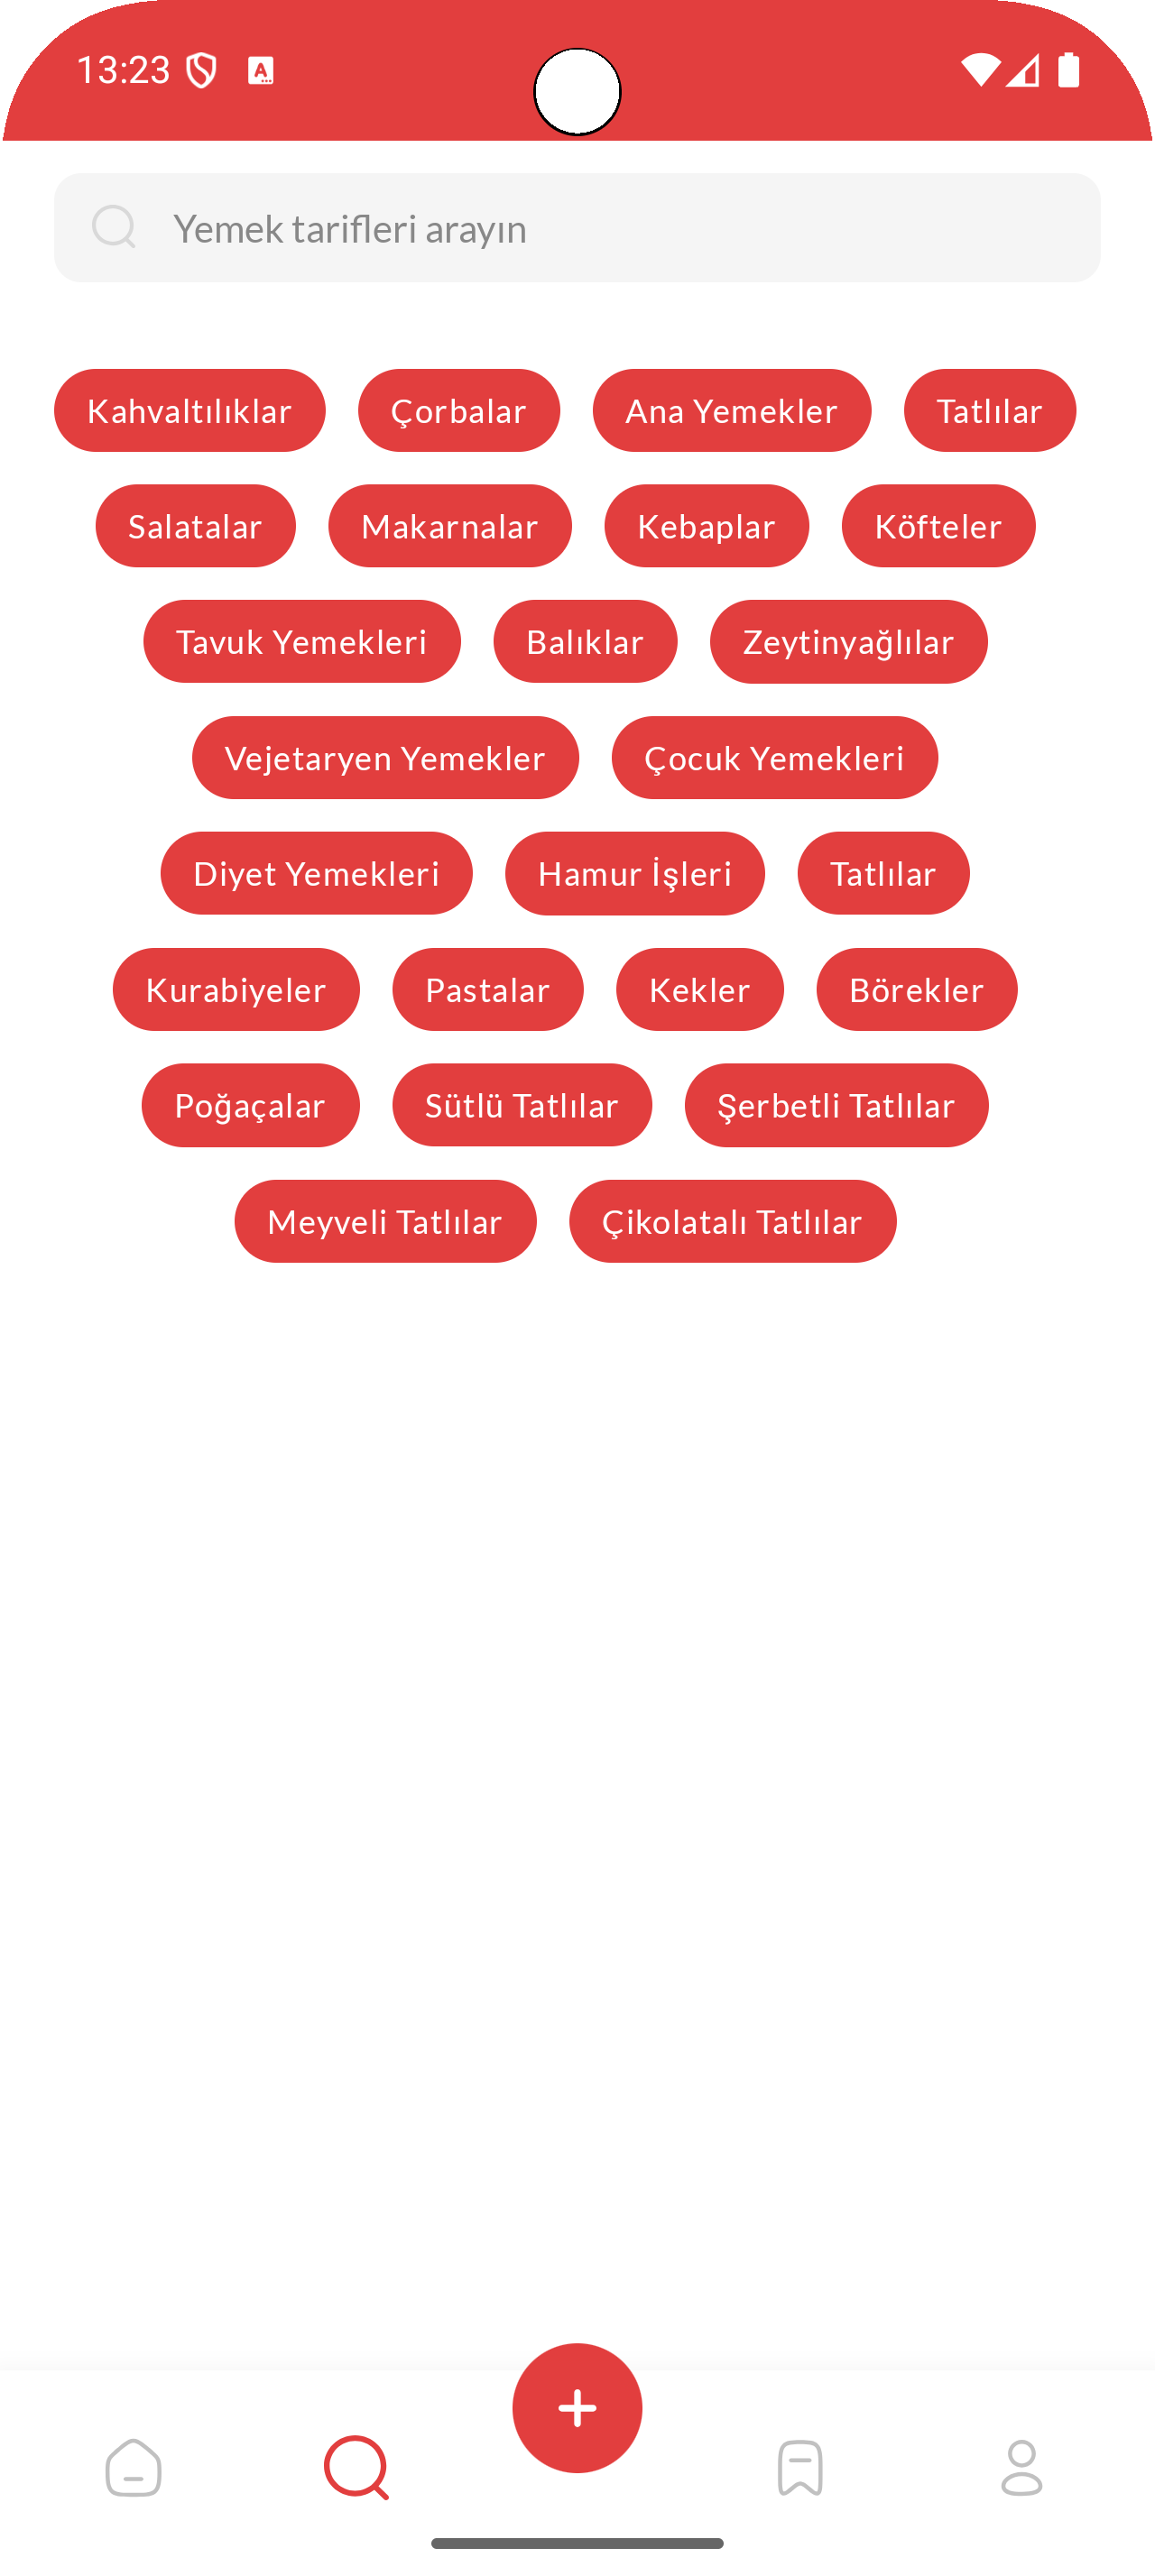 13:23
Yemek tarifleri arayın
Kahvaltılıklar Çorbalar Ana Yemekler Tatlılar
Salatalar Makarnalar Kebaplar Köfteler
Tavuk Yemekleri Balıklar Zeytinyağlılar
Vejetaryen Yemekler Çocuk Yemekleri
Diyet Yemekleri Hamur İşleri Tatlılar
Kurabiyeler Pastalar Kekler Börekler
Poğaçalar Sütlü Tatlılar Şerbetli Tatlılar
Meyveli Tatlılar Çikolatalı Tatlılar